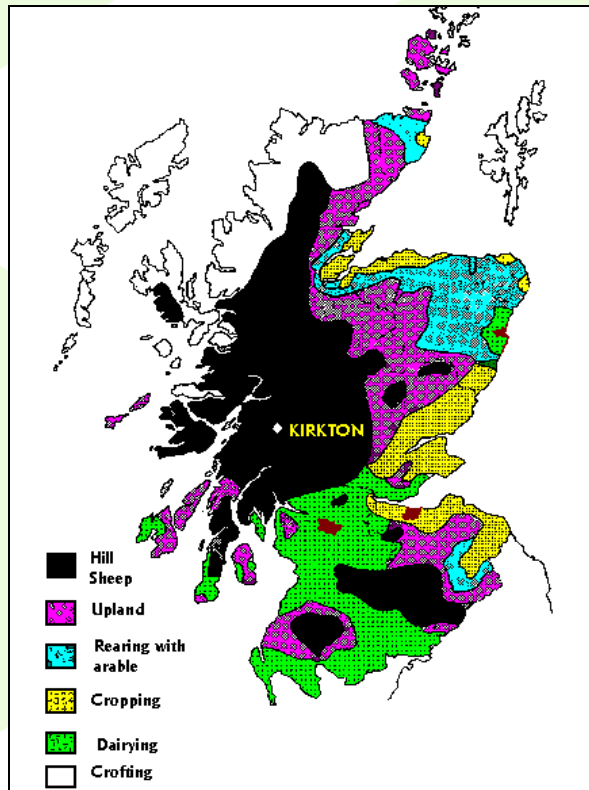 KIRKTON
Hill
Sheep
Upland
Rearing with
arable
Cropping
Dairying
Crofting